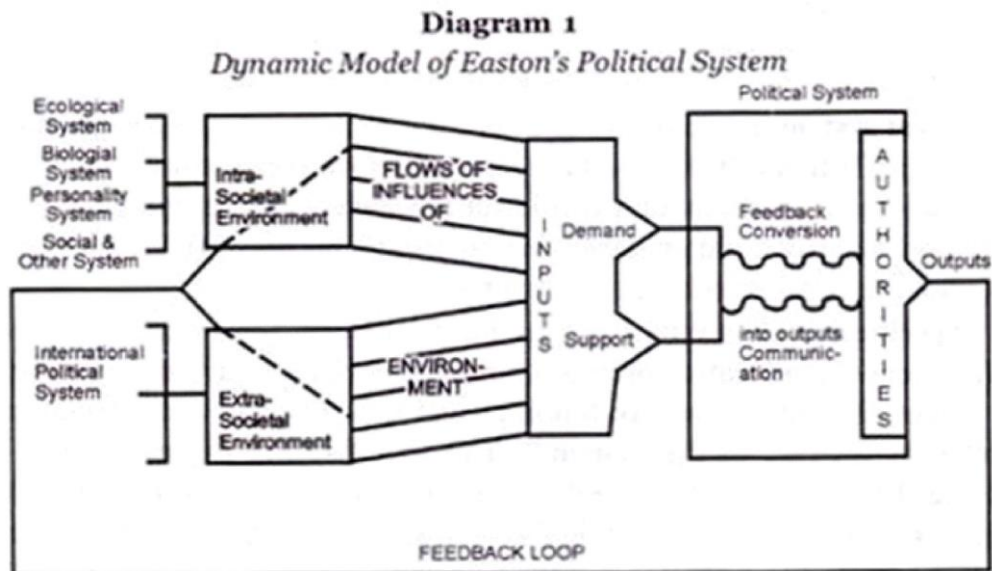 Diagram 1
Dynamic Model of Easton's Political System
Ecological
System
Biologial
System
Personality
System
Social &
Other System
Intra-
Societal
Environment
FLOWS OF
INFLUENCES
OF
International
Political
System
Extra-
Societal
Environment
ENVIRON-
MENT
INPUTS
Demand
Support
Political System
Feedback
Conversion
into outputs
Communic-
ation
AUTHORITIES
Outputs
FEEDBACK LOOP